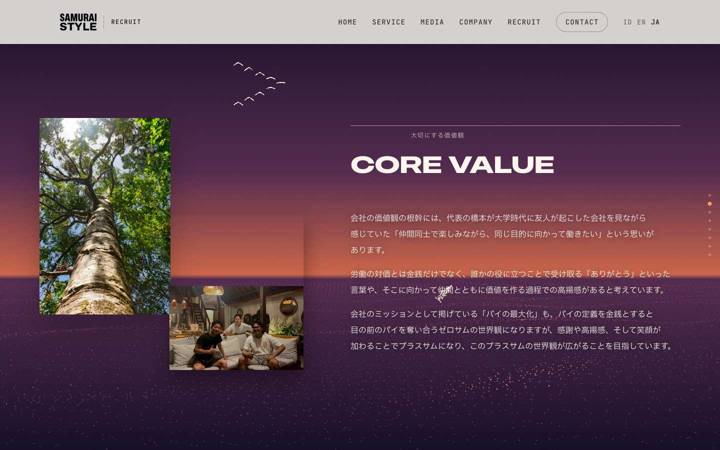 SAMURAI
STYLE
RECRUIT
HOME SERVICE MEDIA COMPANY RECRUIT CONTACT ID EN JA
大切にする価値観
CORE VALUE
会社の価値観の根幹には、代表の橋本が大学時代に友人が起こした会社を見ながら
感じていた「仲間同士で楽しみながら、同じ目的に向かって働きたい」という思いが
あります。
労働の対価とは金銭だけでなく、誰かの役に立つことで受け取る「ありがとう」といった
言葉や、そこに向かって仲間とともに価値を作る過程での高揚感があると考えています。
会社のミッションとして掲げている「パイの最大化」も、パイの定義を金銭とすると
目の前のパイを奪い合うゼロサムの世界観になりますが、感謝や高揚感、そして笑顔が
加わることでプラスサムになり、このプラスサムの世界観が広がることを目指しています。